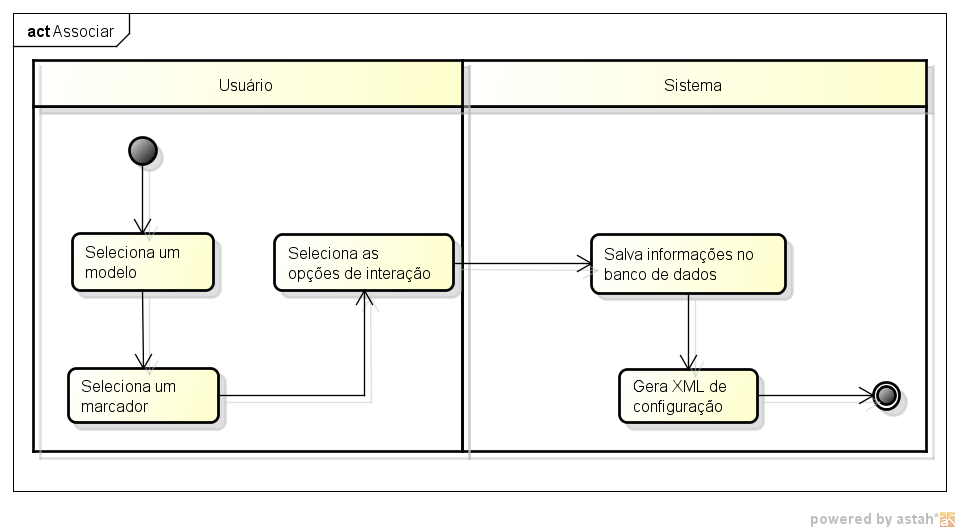 act Associar
Usuário
Sistema
Seleciona um
modelo
Seleciona um
marcador
Seleciona as
opções de interação
Salva informações no
banco de dados
Gera XML de
configuração
powered by astah*